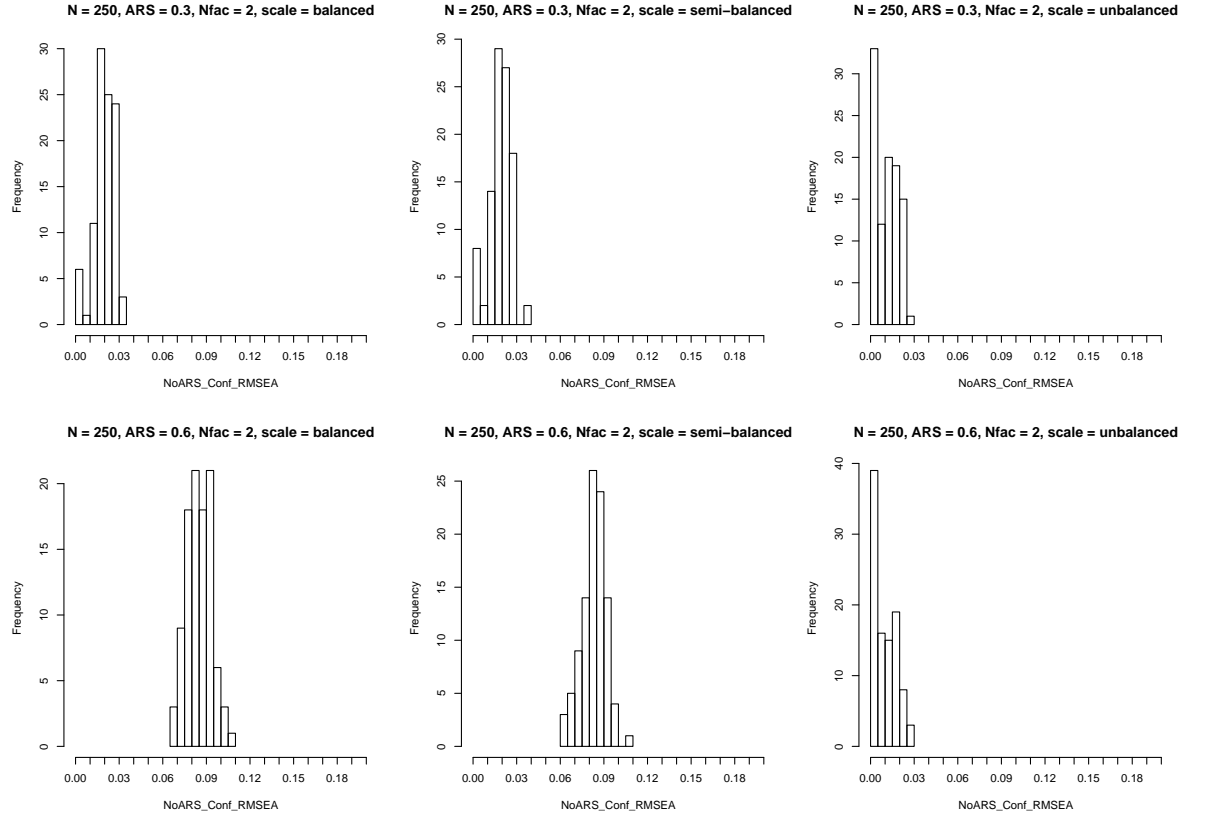 N = 250, ARS = 0.3, Nfac = 2, scale = balanced
Frequency
30
25
20
15
10
5
0
0.00 0.03 0.06 0.09 0.12 0.15 0.18
NoARS_Conf_RMSEA
N = 250, ARS = 0.3, Nfac = 2, scale = semi−balanced
Frequency
30
25
20
15
10
5
0
0.00 0.03 0.06 0.09 0.12 0.15 0.18
NoARS_Conf_RMSEA
N = 250, ARS = 0.3, Nfac = 2, scale = unbalanced
Frequency
30
25
20
15
10
5
0
0.00 0.03 0.06 0.09 0.12 0.15 0.18
NoARS_Conf_RMSEA
N = 250, ARS = 0.6, Nfac = 2, scale = balanced
Frequency
20
15
10
5
0
0.00 0.03 0.06 0.09 0.12 0.15 0.18
NoARS_Conf_RMSEA
N = 250, ARS = 0.6, Nfac = 2, scale = semi−balanced
Frequency
25
20
15
10
5
0
0.00 0.03 0.06 0.09 0.12 0.15 0.18
NoARS_Conf_RMSEA
N = 250, ARS = 0.6, Nfac = 2, scale = unbalanced
Frequency
40
30
20
10
0
0.00 0.03 0.06 0.09 0.12 0.15 0.18
NoARS_Conf_RMSEA